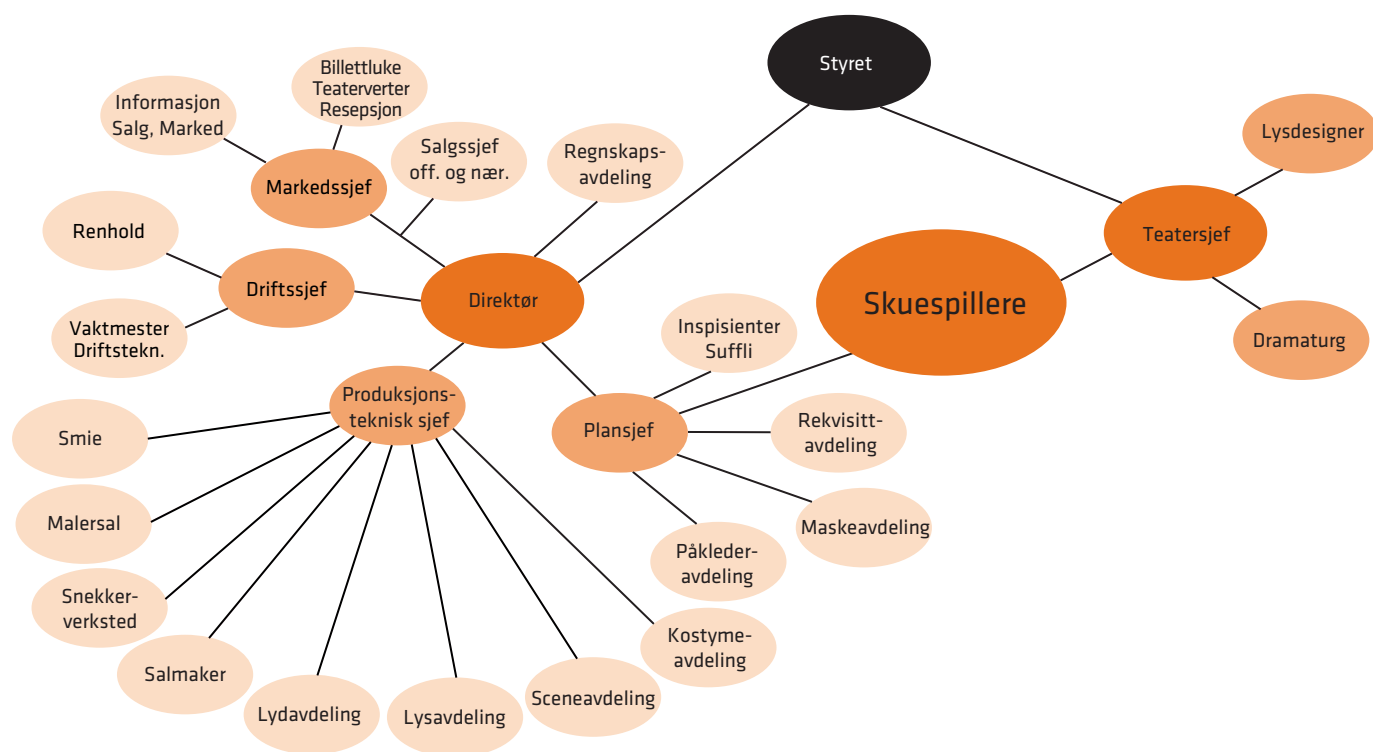 Styret
Billettluke
Teaterverter
Resepsjon
Informasjon
Salg, Marked
Lysdesigner
Salgssjef
off. og nær.
Regnskaps-
avdeling
Markedssjef
Renhold
Teatersjef
Driftssjef
Direktør
Skuespillere
Vaktmester
Driftstekn.
Inspisienter
Suffli
Dramaturg
Produksjons-
teknisk sjef
Smie
Plansjef
Rekvisitt-
avdeling
Malersal
Maskeavdeling
Påkleder-
avdeling
Snekker-
verksted
Kostyme-
avdeling
Salmaker
Sceneavdeling
Lydavdeling
Lysavdeling